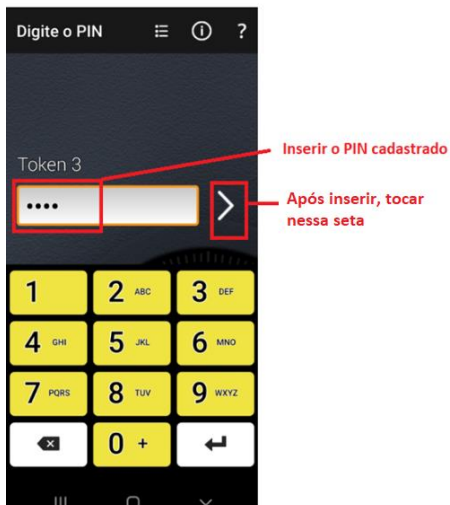 Digite o PIN ?
Token 3
••••
Inserir o PIN cadastrado
Após inserir, tocar
nessa seta
1 2 ABC 3 DEF
4 GHI 5 JKL 6 MNO
7 PQRS 8 TUV 9 WXYZ
0 +